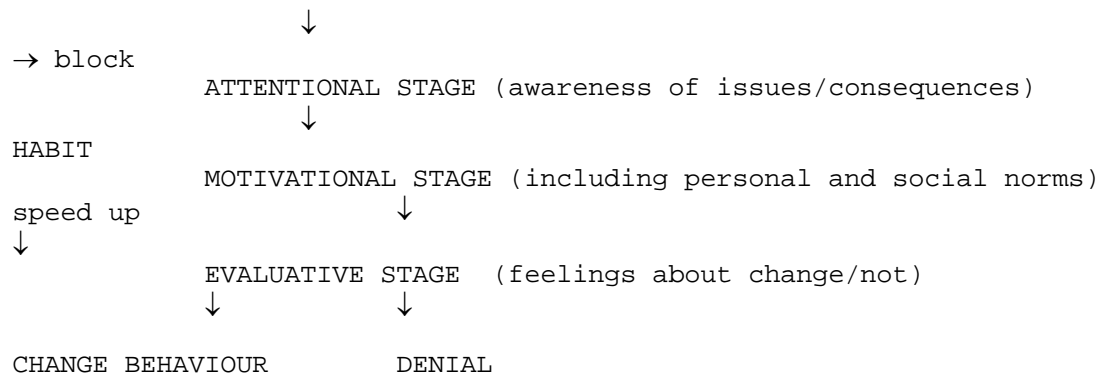 ↓
→ block
ATTENTIONAL STAGE (awareness of issues/consequences)
↓
HABIT
MOTIVATIONAL STAGE (including personal and social norms)
speed up ↓
↓
EVALUATIVE STAGE (feelings about change/not)
↓ ↓
CHANGE BEHAVIOUR DENIAL